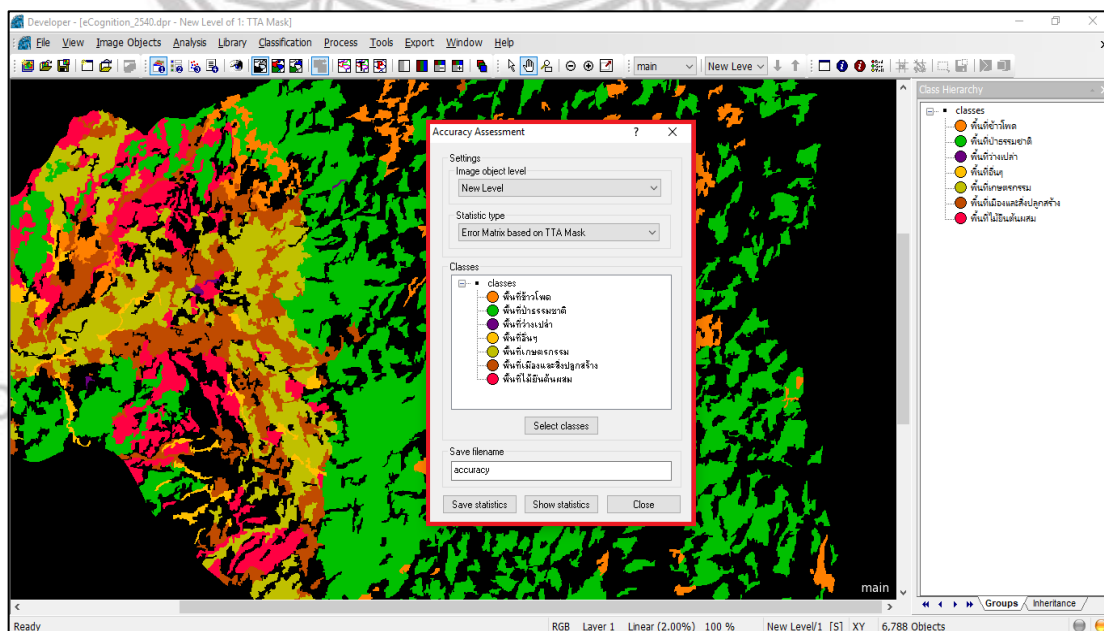 Developer - [eCognition_2540.dpr - New Level of 1: TTA Mask]
File View Image Objects Analysis Library Classification Process Tools Export Window Help
main New Leve
Class Hierarchy
classes
พื้นที่ข้าวโพด
พื้นที่ป่าธรรมชาติ
พื้นที่ว่างเปล่า
พื้นที่อื่นๆ
พื้นที่เกษตรกรรม
พื้นที่เมืองและสิ่งปลูกสร้าง
พื้นที่ไม้ยืนต้นผสม
Accuracy Assessment
Settings
Image object level
New Level
Statistic type
Error Matrix based on TTA Mask
Classes
classes
พื้นที่ข้าวโพด
พื้นที่ป่าธรรมชาติ
พื้นที่ว่างเปล่า
พื้นที่อื่นๆ
พื้นที่เกษตรกรรม
พื้นที่เมืองและสิ่งปลูกสร้าง
พื้นที่ไม้ยืนต้นผสม
Select classes
Save filename
accuracy
Save statistics Show statistics Close
main
Groups Inheritance
Ready RGB Layer 1 Linear (2.00%) 100 % New Level/1 [S] XY 6,788 Objects